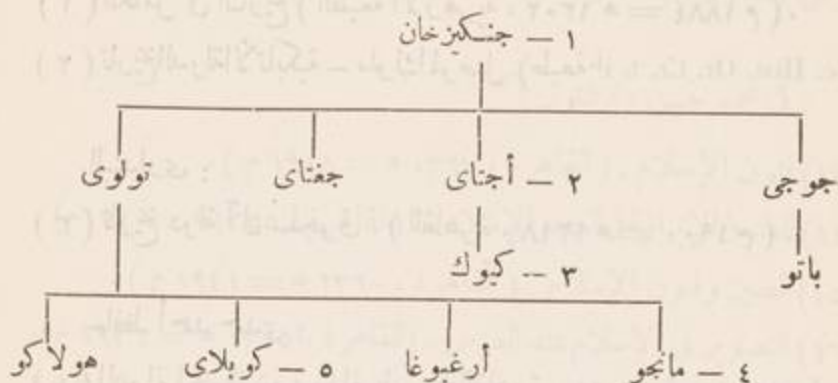 ١ — جنكيزخان
جوجى ٢ — أجتاى جغتاى تولوى
باتو ٣ — كيوك
٤ — مانجو أرغبوغا ٥ — كوبلاى هولاكو